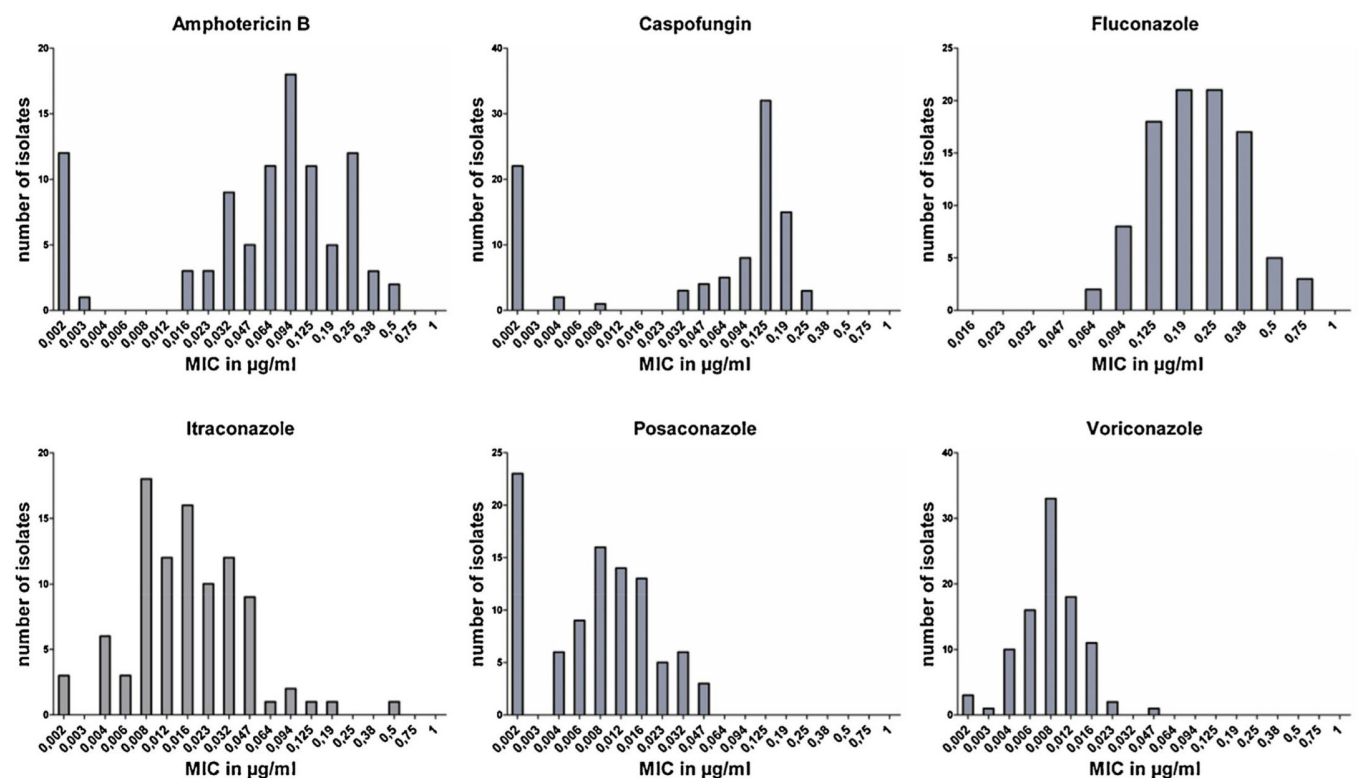 Amphotericin B
20
15
10
5
0
number of isolates
0,002 0,003 0,004 0,006 0,008 0,012 0,016 0,023 0,032 0,047 0,064 0,094 0,125 0,19 0,25 0,38 0,5 0,75 1
MIC in µg/ml
Caspofungin
40
30
20
10
0
number of isolates
0,002 0,003 0,004 0,006 0,008 0,012 0,016 0,023 0,032 0,047 0,064 0,094 0,125 0,19 0,25 0,38 0,5 0,75 1
MIC in µg/ml
Fluconazole
25
20
15
10
5
0
number of isolates
0,016 0,023 0,032 0,047 0,064 0,094 0,125 0,19 0,25 0,38 0,5 0,75 1
MIC in µg/ml
Itraconazole
20
15
10
5
0
number of isolates
0,002 0,003 0,004 0,006 0,008 0,012 0,016 0,023 0,032 0,047 0,064 0,094 0,125 0,19 0,25 0,38 0,5 0,75 1
MIC in µg/ml
Posaconazole
25
20
15
10
5
0
number of isolates
0,002 0,003 0,004 0,006 0,008 0,012 0,016 0,023 0,032 0,047 0,064 0,094 0,125 0,19 0,25 0,38 0,5 0,75 1
MIC in µg/ml
Voriconazole
40
30
20
10
0
number of isolates
0,002 0,003 0,004 0,006 0,008 0,012 0,016 0,023 0,032 0,047 0,064 0,094 0,125 0,19 0,25 0,38 0,5 0,75 1
MIC in µg/ml